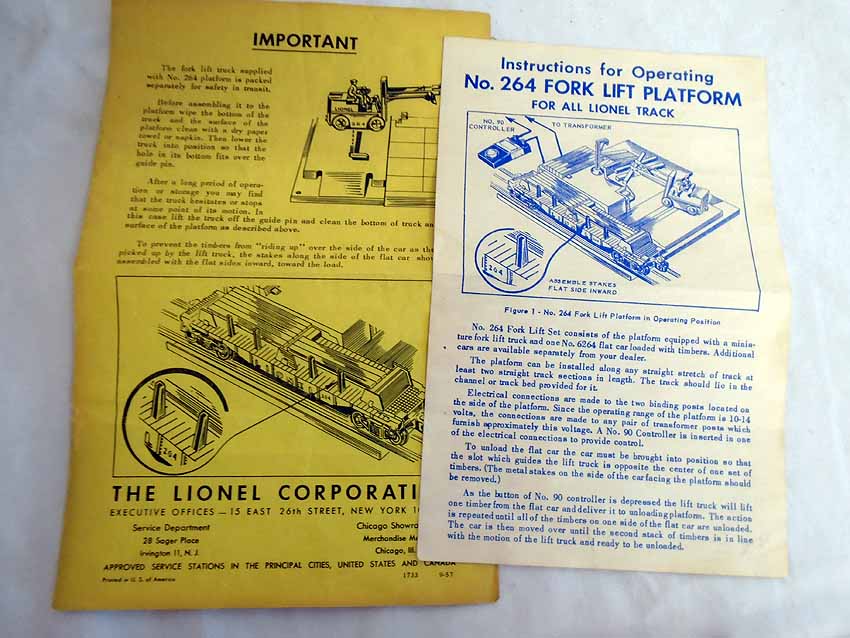 IMPORTANT
The fork lift truck supplied
with No. 264 platform is packed
separately for safety in transit.
Before assembling it to the
platform wipe the bottom of the
truck and the surface of the
platform clean with a dry paper
towel or napkin. Then lower the
truck into position so that the
hole in its bottom fits over the
guide pin.
After a long period of opera-
tion or storage you may find
that the truck hesitates or stops
at some point of its motion. In
this case lift the truck off the guide pin and clean the bottom of truck an
surface of the platform as described above.
To prevent the timbers from "riding up" over the side of the car as the
picked up by the lift truck, the stakes along the side of the flat car shou
assembled with the flat sides inward, toward the load.
LIONEL
264
264
THE LIONEL CORPORATI
EXECUTIVE OFFICES — 15 EAST 26th STREET, NEW YORK 1
Service Department
28 Sager Place
Irvington 11, N. J.
Chicago Showro
Merchandise Ma
Chicago, Ill.
APPROVED SERVICE STATIONS IN THE PRINCIPAL CITIES, UNITED STATES AND CANADA
Printed in U. S. of America
1733 9-57
Instructions for Operating
No. 264 FORK LIFT PLATFORM
FOR ALL LIONEL TRACK
NO. 90
CONTROLLER
TO TRANSFORMER
264
ASSEMBLE STAKES
FLAT SIDE INWARD
Figure 1 - No. 264 Fork Lift Platform in Operating Position
No. 264 Fork Lift Set consists of the platform equipped with a minia-
ture fork lift truck and one No. 6264 flat car loaded with timbers. Additional
cars are available separately from your dealer.
The platform can be installed along any straight stretch of track at
least two straight track sections in length. The track should lie in the
channel or track bed provided for it.
Electrical connections are made to the two binding posts located on
the side of the platform. Since the operating range of the platform is 10-14
volts, the connections are made to any pair of transformer posts which
furnish approximately this voltage. A No. 90 Controller is inserted in one
of the electrical connections to provide control.
To unload the flat car the car must be brought into position so that
the slot which guides the lift truck is opposite the center of one set of
timbers. (The metal stakes on the side of the car facing the platform should
be removed.)
As the button of No. 90 controller is depressed the lift truck will lift
one timber from the flat car and deliver it to unloading platform. The action
is repeated until all of the timbers on one side of the flat car are unloaded.
The car is then moved over until the second stack of timbers is in line
with the motion of the lift truck and ready to be unloaded.